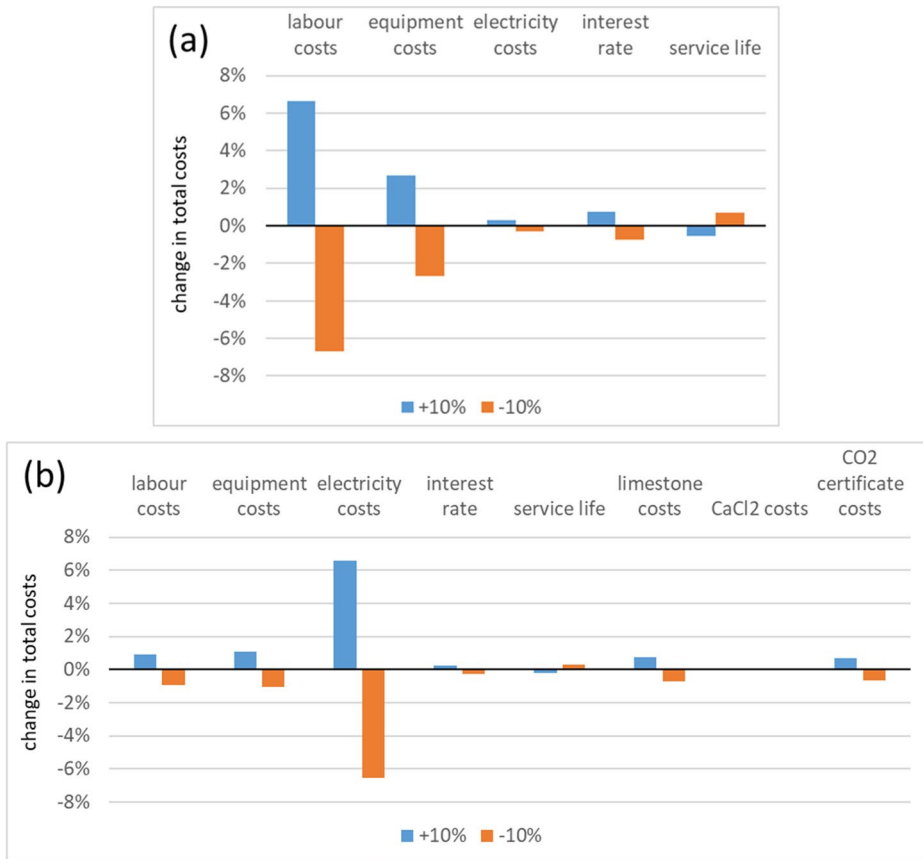 (a)
labour
costs
equipment
costs
electricity
costs
interest
rate
service life
change in total costs
8%
6%
4%
2%
0%
-2%
-4%
-6%
-8%
+10% -10%
(b)
labour
costs
equipment
costs
electricity
costs
interest
rate
service life
limestone
costs
CaCl2 costs
CO2
certificate
costs
change in total costs
8%
6%
4%
2%
0%
-2%
-4%
-6%
-8%
+10% -10%